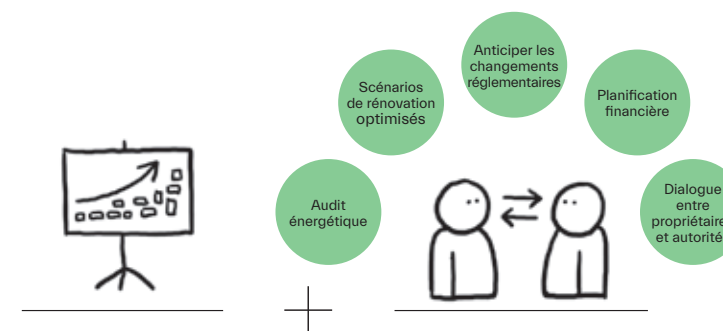 Anticiper les
changements
réglementaires
Scénarios
de rénovation
optimisés
Planification
financière
Audit
énergétique
Dialogue
entre
propriétaire
et autorité